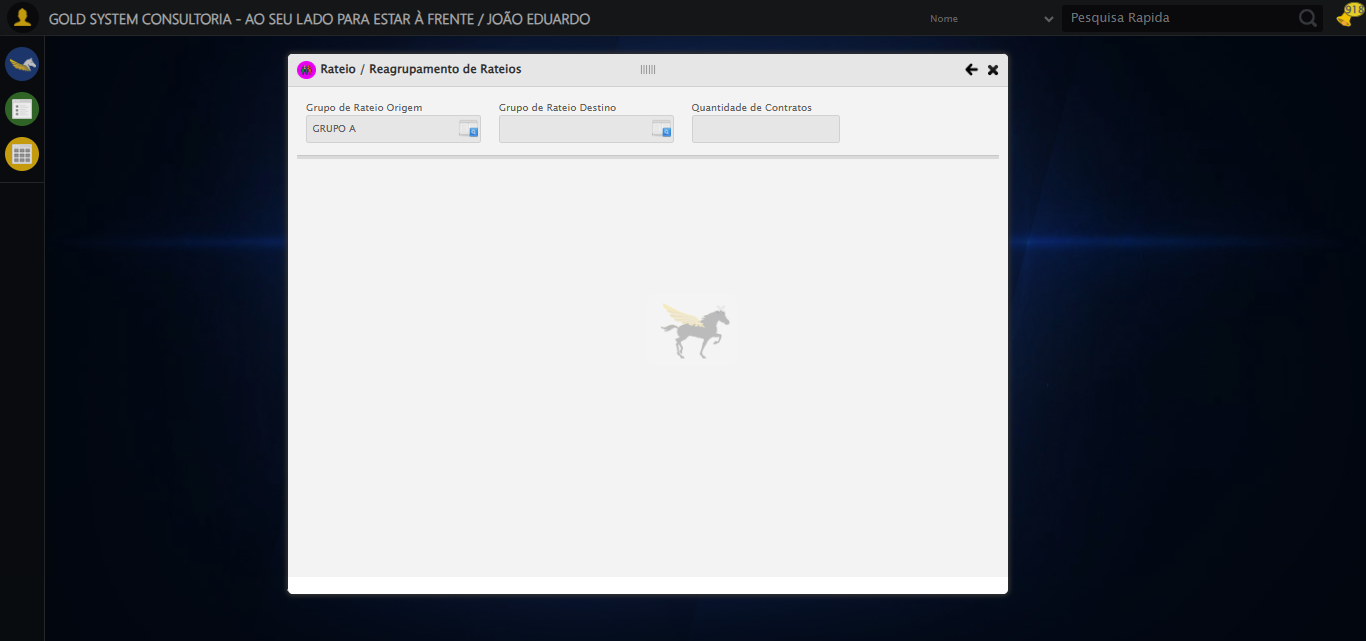 GOLD SYSTEM CONSULTORIA - AO SEU LADO PARA ESTAR À FRENTE / JOÃO EDUARDO
Nome
Pesquisa Rapida
918
Rateio / Reagrupamento de Rateios
Grupo de Rateio Origem
Grupo de Rateio Destino
Quantidade de Contratos
GRUPO A